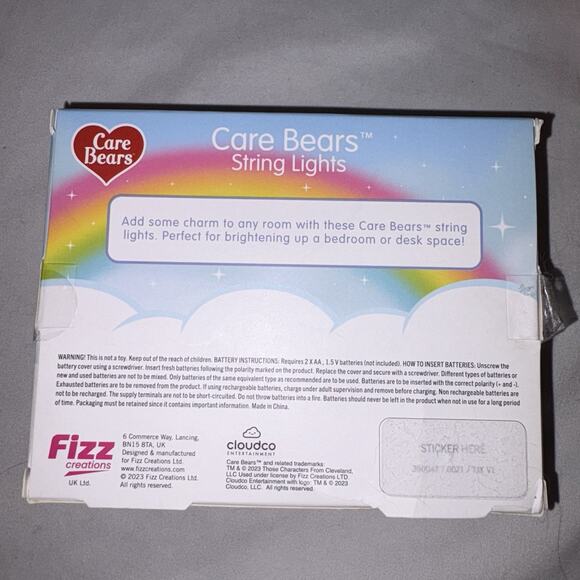 Care
Bears
Care Bears™
String Lights
Add some charm to any room with these Care Bears™ string
lights. Perfect for brightening up a bedroom or desk space!
WARNING! This is not a toy. Keep out of the reach of children. BATTERY INSTRUCTIONS: Requires 2 X AA , 1.5 V batteries (not included). HOW TO INSERT BATTERIES: Unscrew the
battery cover using a screwdriver. Insert fresh batteries following the polarity marked on the product. Replace the cover and secure with a screwdriver. Different types of batteries or
new and used batteries are not to be mixed. Only batteries of the same equivalent type as recommended are to be used. Batteries are to be inserted with the correct polarity (+ and -).
Exhausted batteries are to be removed from the product. If using rechargeable batteries, charge under adult supervision and remove before charging. Non rechargeable batteries are
not to be recharged. The supply terminals are not to be short-circuited. Do not throw batteries into a fire. Batteries should never be left in the product when not in use for a long period
of time. Packaging must be retained since it contains important information. Made in China.
Fizz
creations
UK Ltd.
6 Commerce Way, Lancing,
BN15 8TA, UK
Designed & manufactured
for Fizz Creations Ltd.
www.fizzcreations.com
© 2023 Fizz Creations Ltd.
cloudco
ENTERTAINMENT
Care Bears™ and related trademarks
TM & © 2023 Those Characters From Cleveland,
LLC Used under license by Fizz Creations LTD.
Cloudco Entertainment with logo: TM & © 2023
Cloudco, LLC. All rights reserved.
STICKER HERE